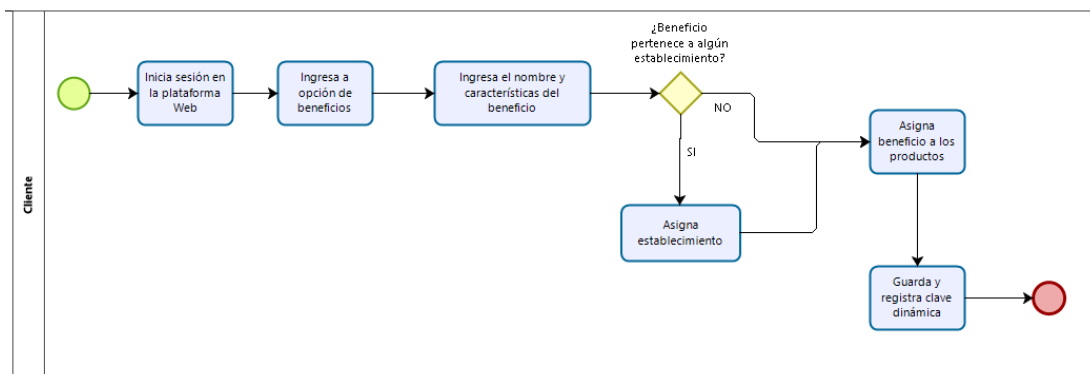 Cliente
Inicia sesión en
la plataforma
Web
Ingresa a
opción de
beneficios
Ingresa el nombre y
características del
beneficio
¿Beneficio
pertenece a algún
establecimiento?
NO
SI
Asigna
establecimiento
Asigna
beneficio a los
productos
Guarda y
registra clave
dinámica